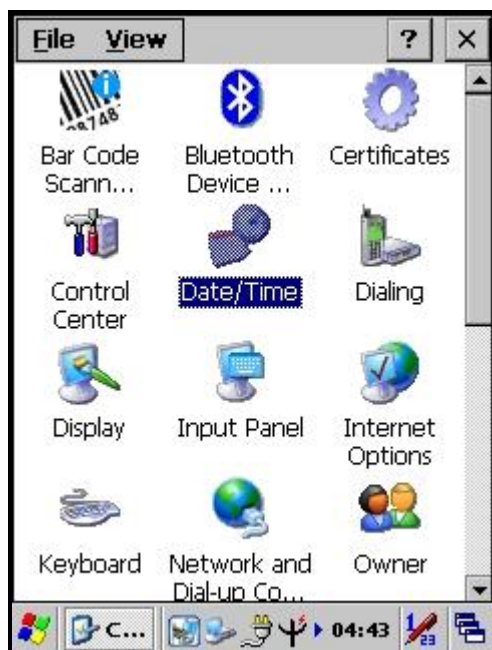 File View ? ×
Bar Code
Scann...
Bluetooth
Device ...
Certificates
Control
Center
Date/Time
Dialing
Display
Input Panel
Internet
Options
Keyboard
Network and
Dial-up Co...
Owner
C... 04:43